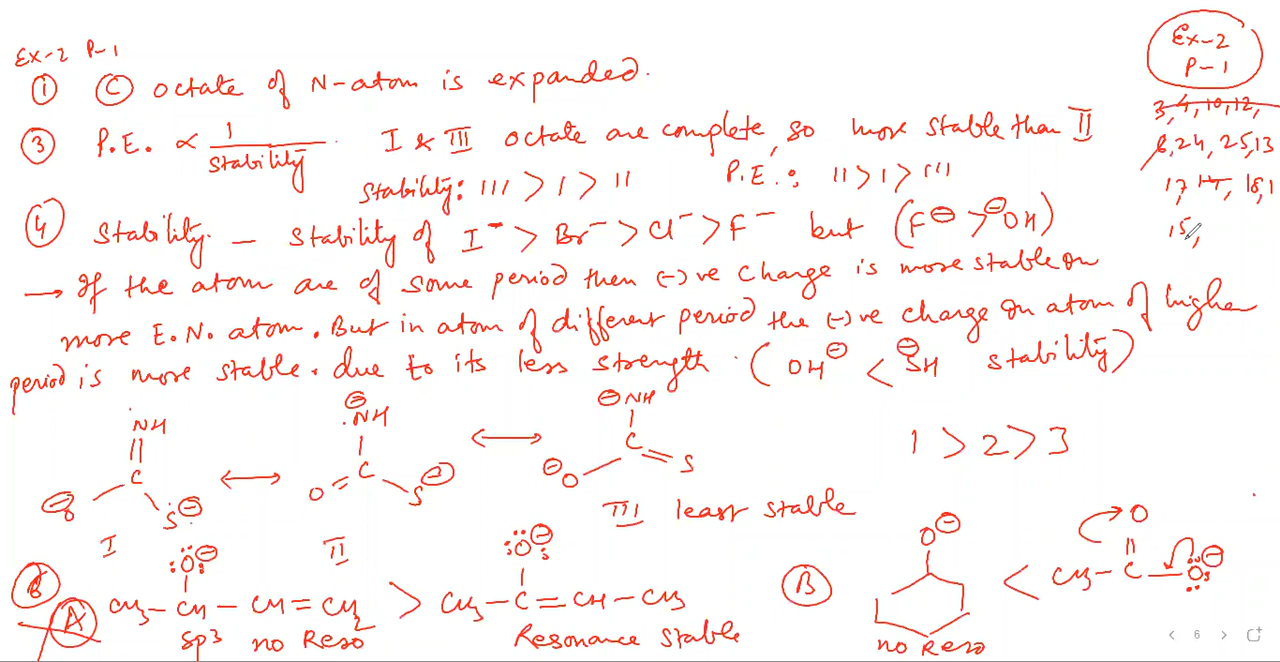 Ex-2 P-1
Ex-2
P-1
① Ⓒ octate of N-atom is expanded.
3, 4, 10, 12,
③ P.E. ∝ 1/stability . I & III octate are complete, so more stable than II
8, 24, 25, 13
Stability: III > I > II P.E.: II > I > III
17, 14, 18, 1
④ Stability. — stability of I⁻ > Br⁻ > Cl⁻ > F⁻ but (F⊖ > ⊖OH)
15,
→ If the atom are of some period then (-)ve charge is more stable on
more E.N. atom. But in atom of different period the (-)ve charge on atom of higher
period is more stable. due to its less strength. (OH⊖ < ⊖SH stability)
NH ⊖NH ⊖NH
|| | |
C ↔ C ↔ C 1 > 2 > 3
⊖O S⊖ O S⊖ ⊖O S
I II III least stable
:O:⊖ :O:⊖ O⊖ O
Ⓐ CH₃-CH-CH=CH₂ > CH₃-C=CH-CH₃ Ⓑ < CH₃-C-O:⊖
sp3 no Reso Resonance stable no Reso
6